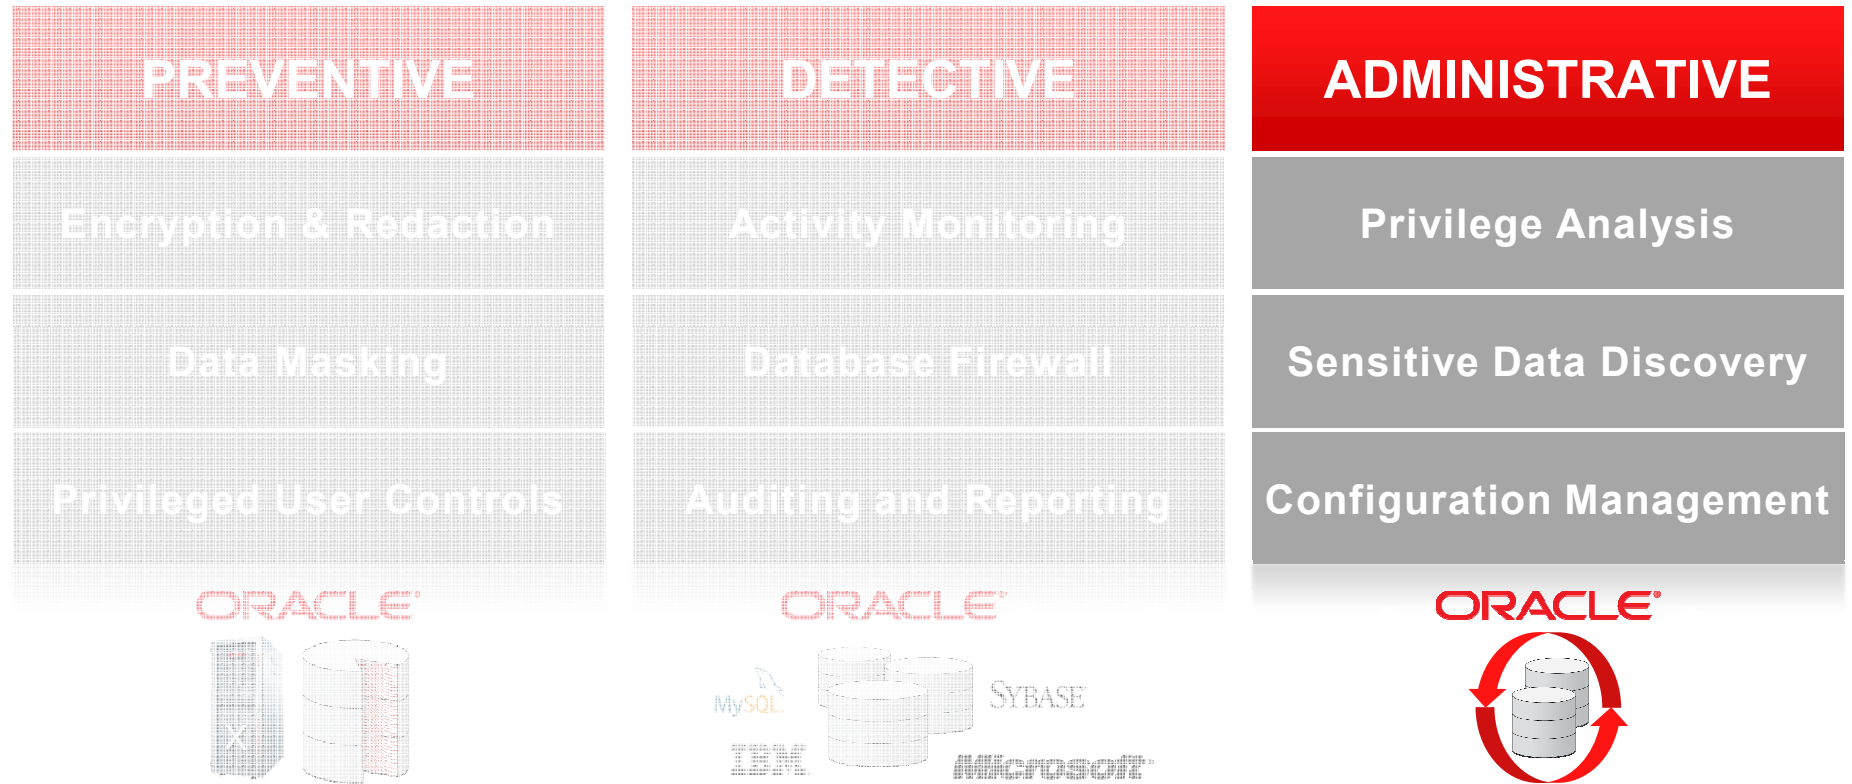 PREVENTIVE
Encryption & Redaction
Data Masking
Privileged User Controls
ORACLE®
X
DETECTIVE
Activity Monitoring
Database Firewall
Auditing and Reporting
ORACLE®
MySQL
SYBASE
IBM
Microsoft
ADMINISTRATIVE
Privilege Analysis
Sensitive Data Discovery
Configuration Management
ORACLE®